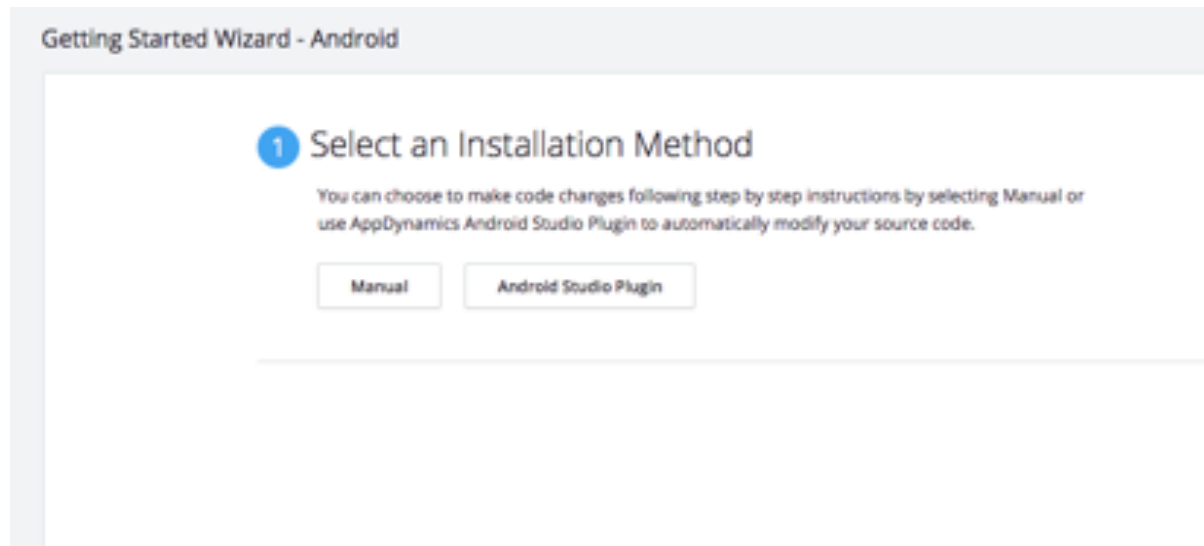 Getting Started Wizard - Android
1 Select an Installation Method
You can choose to make code changes following step by step instructions by selecting Manual or
use AppDynamics Android Studio Plugin to automatically modify your source code.
Manual Android Studio Plugin